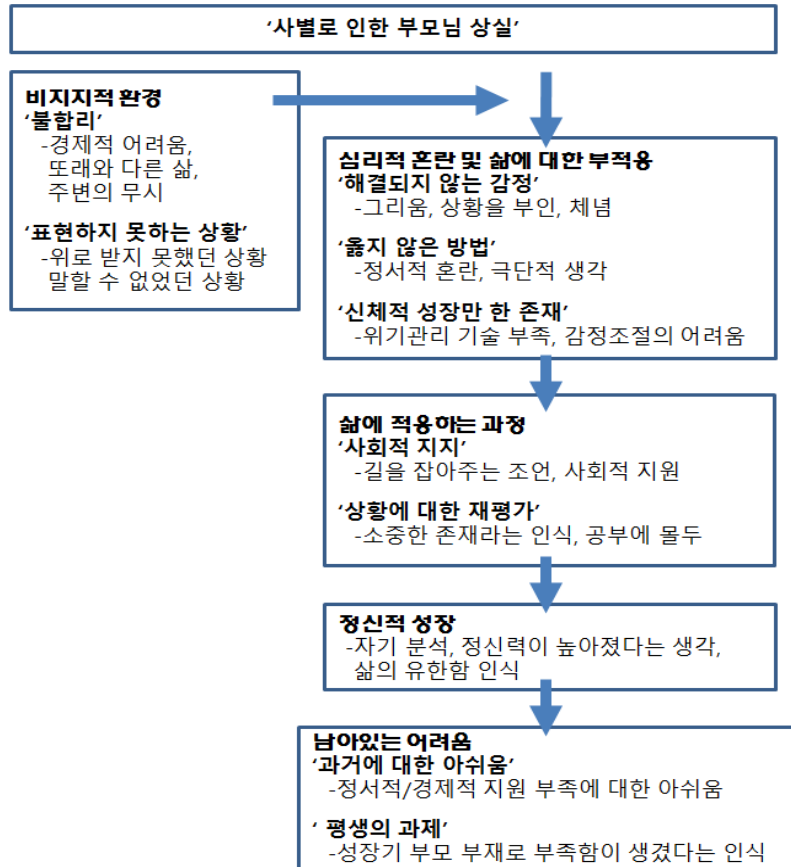 ‘사별로 인한 부모님 상실’
비지지적 환경
‘불합리’
-경제적 어려움,
또래와 다른 삶,
주변의 무시
‘표현하지 못하는 상황’
-위로 받지 못했던 상황
말할 수 없었던 상황
심리적 혼란 및 삶에 대한 부적용
‘해결되지 않는 감정’
-그리움, 상황을 부인, 체념
‘옳지 않은 방법’
-정서적 혼란, 극단적 생각
‘신체적 성장만 한 존재’
-위기관리 기술 부족, 감정조절의 어려움
삶에 적용하는 과정
‘사회적 지지’
-길을 잡아주는 조언, 사회적 지원
‘상황에 대한 재평가’
-소중한 존재라는 인식, 공부에 몰두
정신적 성장
-자기 분석, 정신력이 높아졌다는 생각,
삶의 유한함 인식
남아있는 어려움
‘과거에 대한 아쉬움’
-정서적/경제적 지원 부족에 대한 아쉬움
‘ 평생의 과제’
-성장기 부모 부재로 부족함이 생겼다는 인식